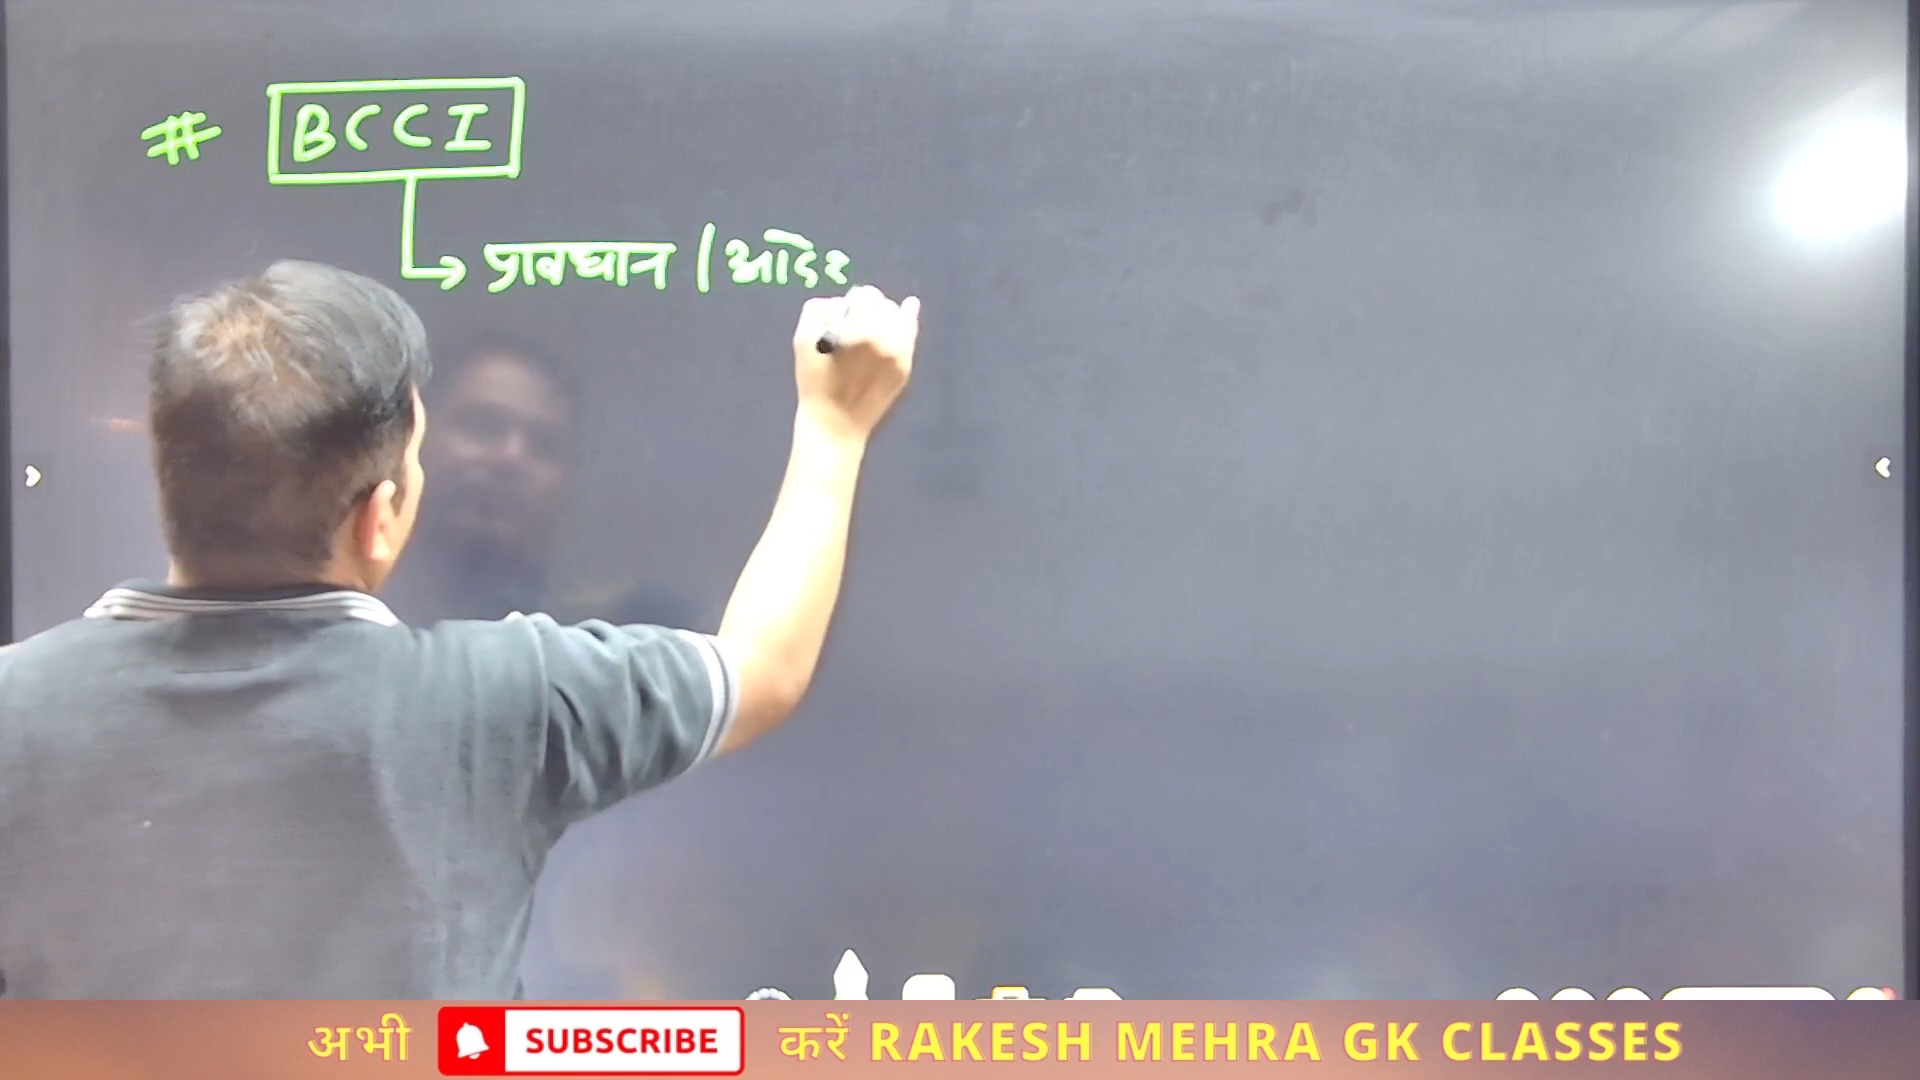 # BCCI
प्रावधान / आदेश
अभी SUBSCRIBE करें RAKESH MEHRA GK CLASSES